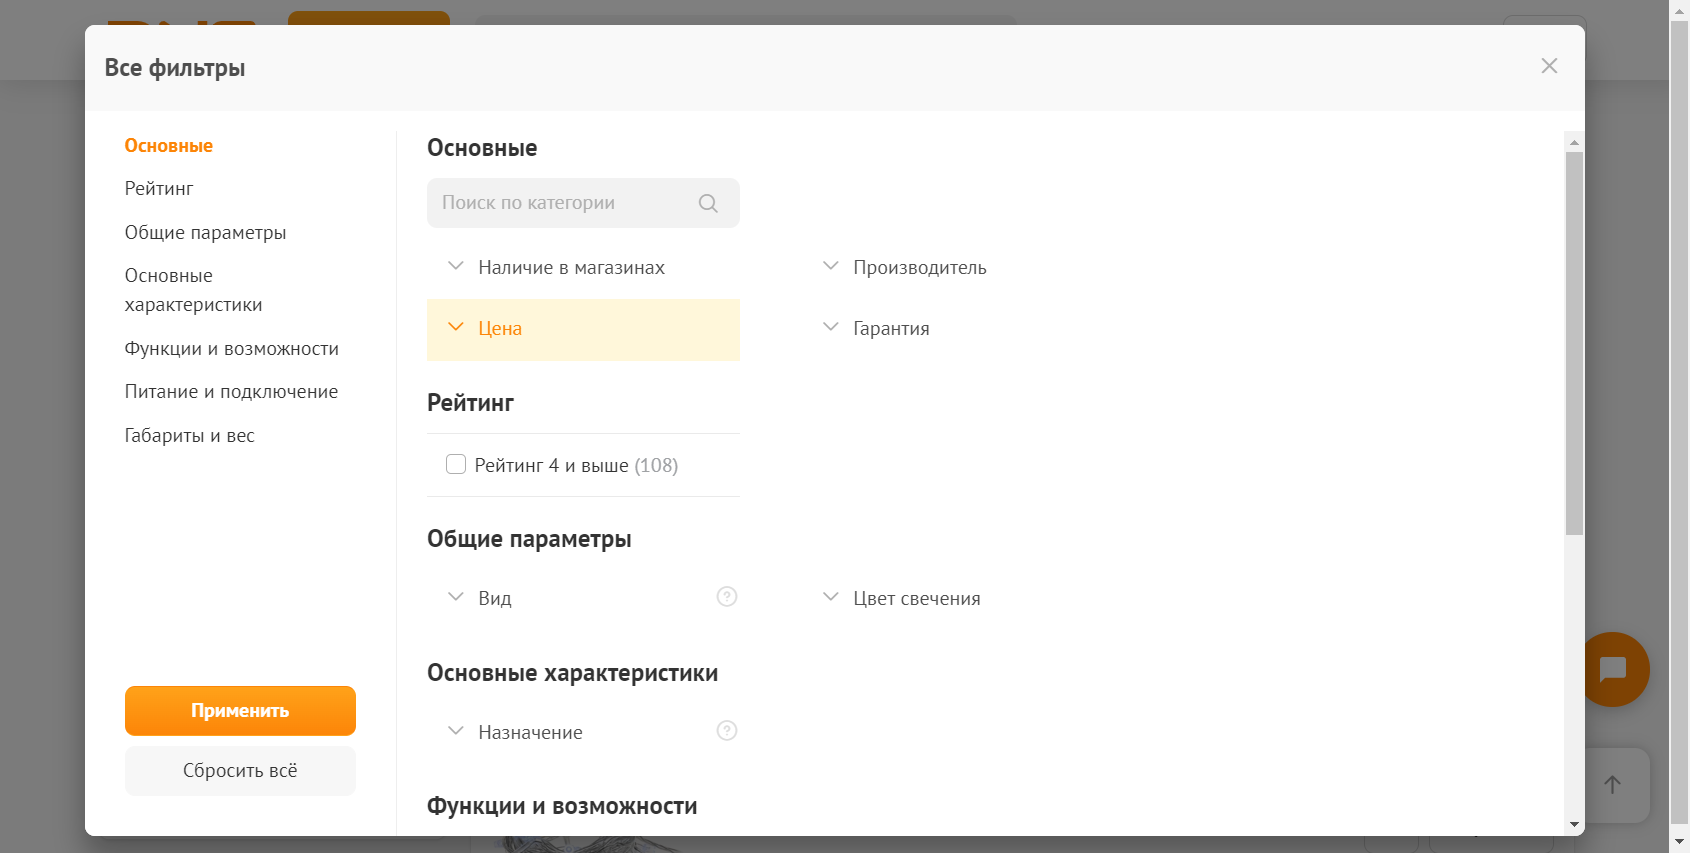 Все фильтры
Основные
Рейтинг
Общие параметры
Основные
характеристики
Функции и возможности
Питание и подключение
Габариты и вес
Применить
Сбросить всё
Основные
Поиск по категории
Наличие в магазинах
Производитель
Цена
Гарантия
Рейтинг
Рейтинг 4 и выше (108)
Общие параметры
Вид
?
Цвет свечения
Основные характеристики
Назначение
?
Функции и возможности